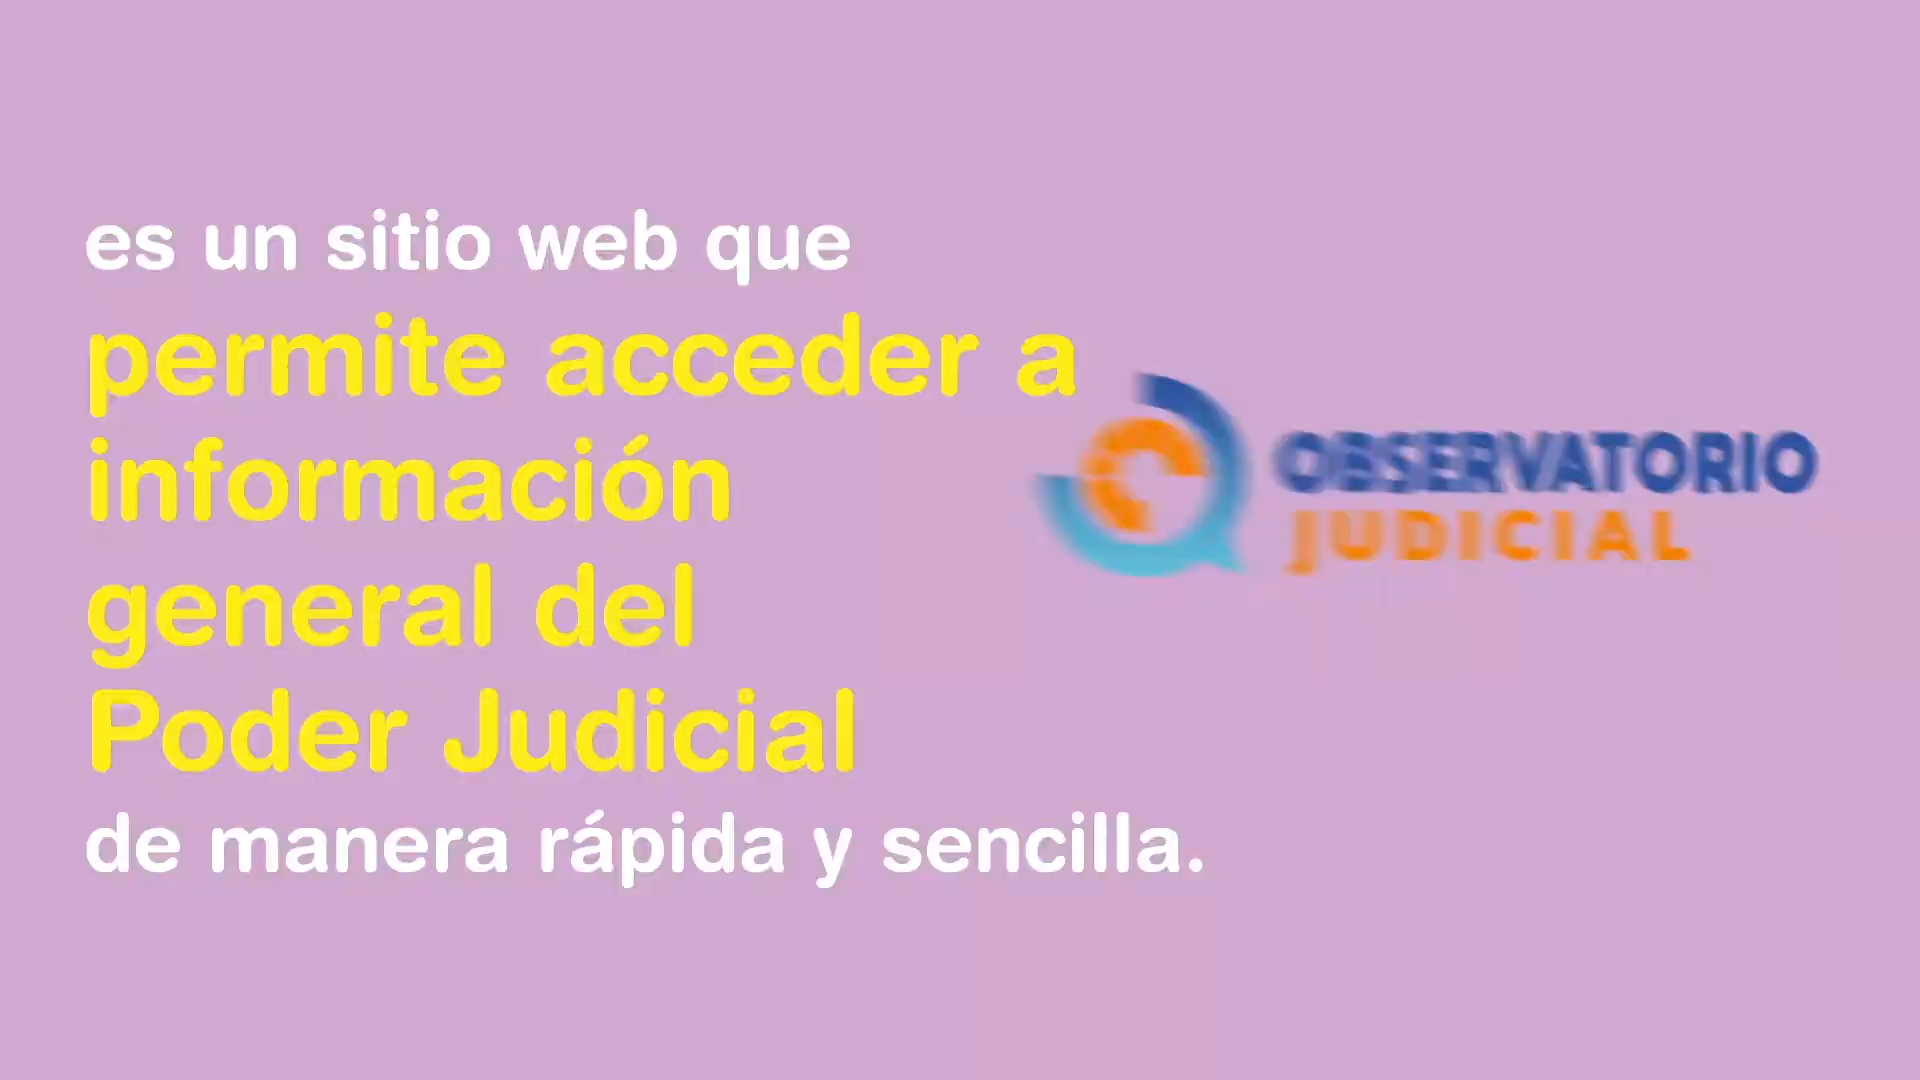 es un sitio web que
permite acceder a
información
general del
Poder Judicial
de manera rápida y sencilla.
OBSERVATORIO
JUDICIAL